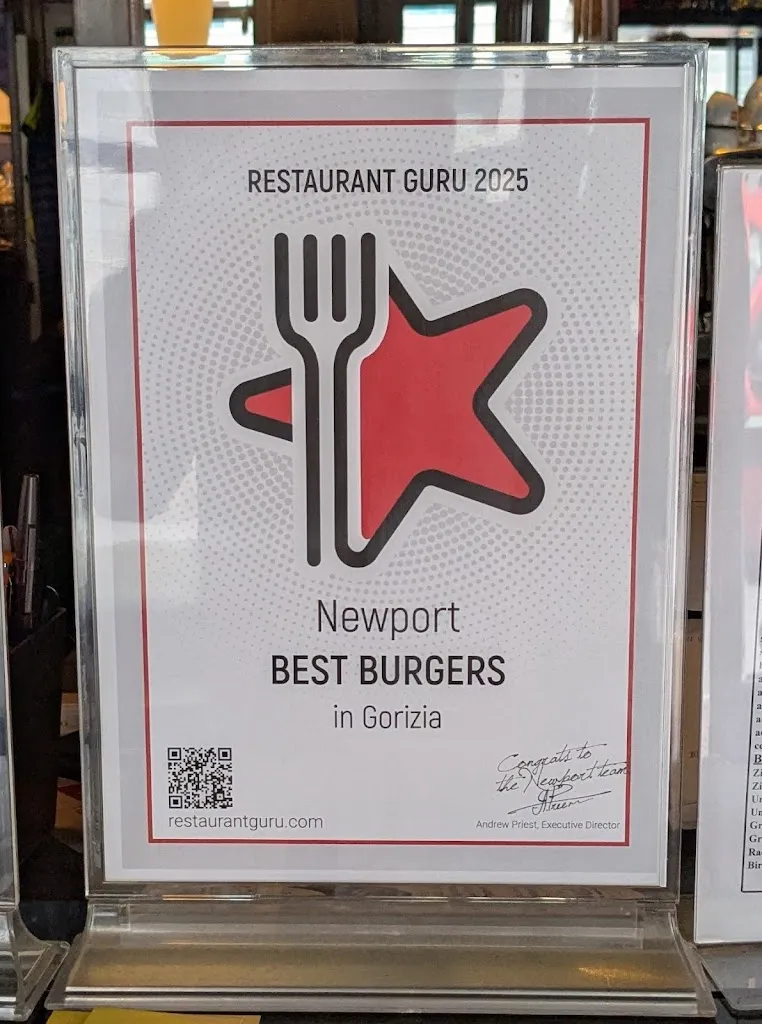 RESTAURANT GURU 2025
Newport
BEST BURGERS
in Gorizia
Congrats to
the Newport team
restaurantguru.com
Andrew Priest, Executive Director